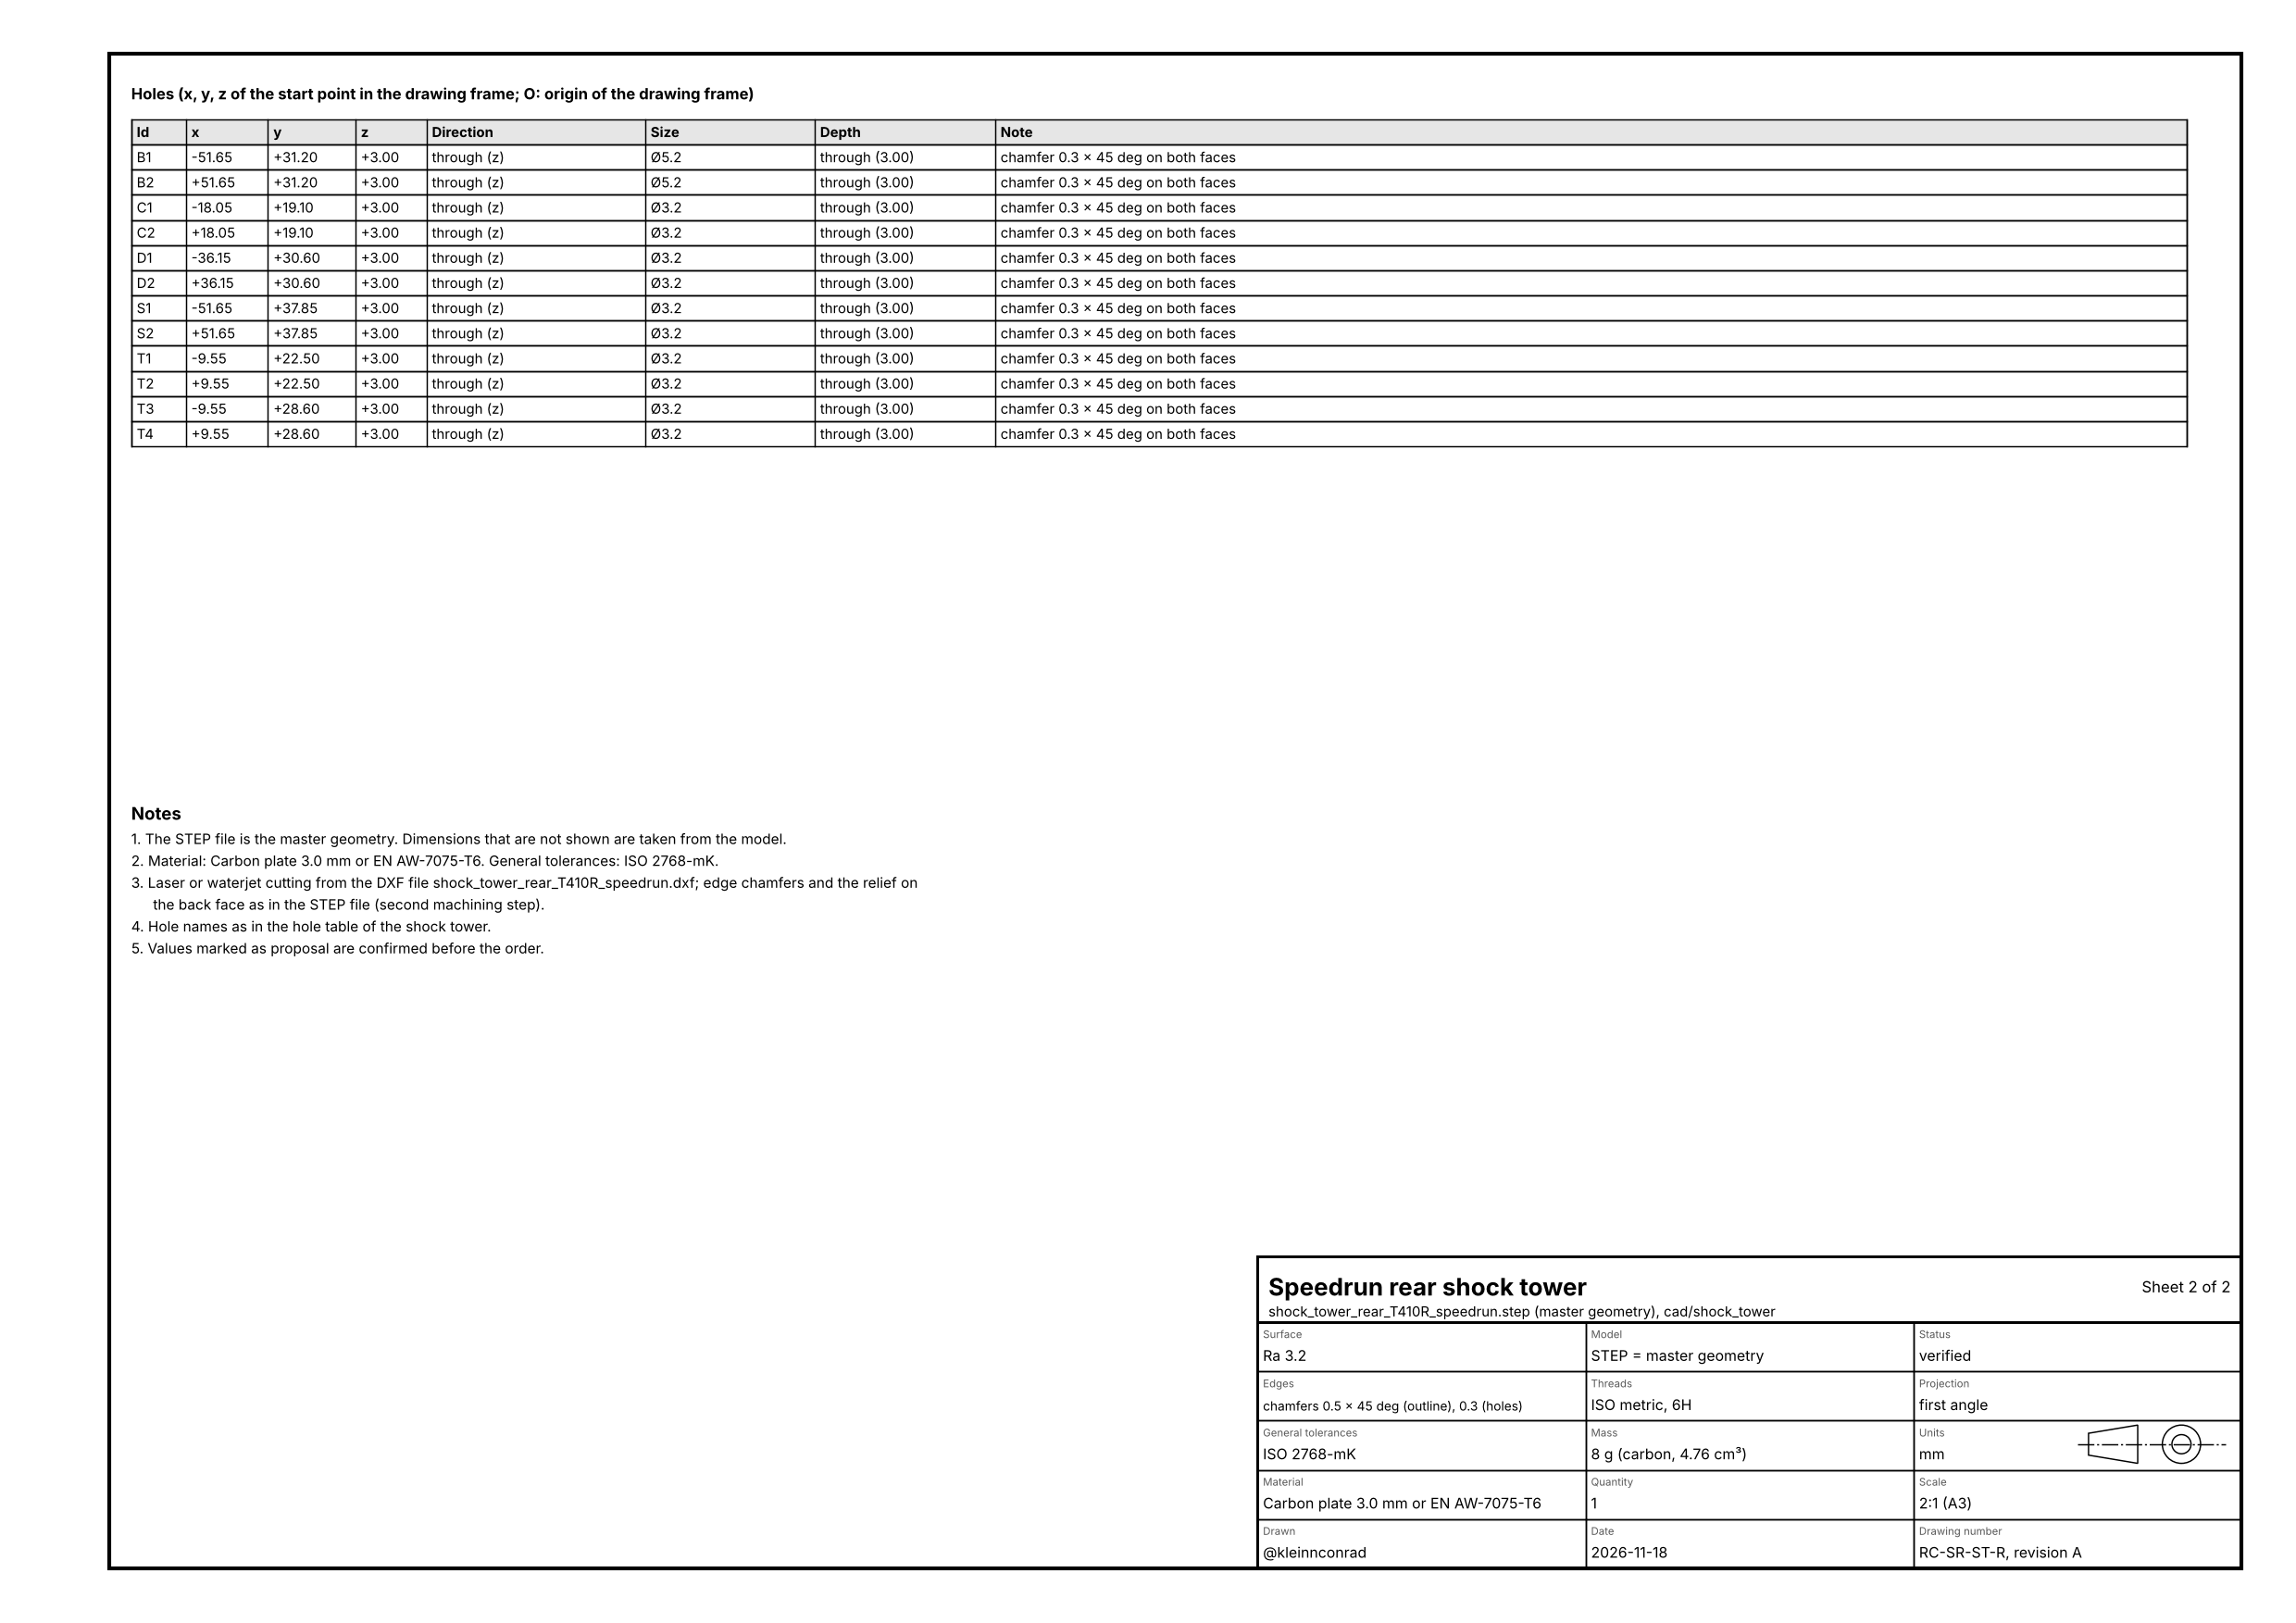 Holes (x, y, z of the start point in the drawing frame; O: origin of the drawing frame)
Id x y z Direction Size Depth Note
B1 -51.65 +31.20 +3.00 through (z) Ø5.2 through (3.00) chamfer 0.3 × 45 deg on both faces
B2 +51.65 +31.20 +3.00 through (z) Ø5.2 through (3.00) chamfer 0.3 × 45 deg on both faces
C1 -18.05 +19.10 +3.00 through (z) Ø3.2 through (3.00) chamfer 0.3 × 45 deg on both faces
C2 +18.05 +19.10 +3.00 through (z) Ø3.2 through (3.00) chamfer 0.3 × 45 deg on both faces
D1 -36.15 +30.60 +3.00 through (z) Ø3.2 through (3.00) chamfer 0.3 × 45 deg on both faces
D2 +36.15 +30.60 +3.00 through (z) Ø3.2 through (3.00) chamfer 0.3 × 45 deg on both faces
S1 -51.65 +37.85 +3.00 through (z) Ø3.2 through (3.00) chamfer 0.3 × 45 deg on both faces
S2 +51.65 +37.85 +3.00 through (z) Ø3.2 through (3.00) chamfer 0.3 × 45 deg on both faces
T1 -9.55 +22.50 +3.00 through (z) Ø3.2 through (3.00) chamfer 0.3 × 45 deg on both faces
T2 +9.55 +22.50 +3.00 through (z) Ø3.2 through (3.00) chamfer 0.3 × 45 deg on both faces
T3 -9.55 +28.60 +3.00 through (z) Ø3.2 through (3.00) chamfer 0.3 × 45 deg on both faces
T4 +9.55 +28.60 +3.00 through (z) Ø3.2 through (3.00) chamfer 0.3 × 45 deg on both faces
Notes
1. The STEP file is the master geometry. Dimensions that are not shown are taken from the model.
2. Material: Carbon plate 3.0 mm or EN AW-7075-T6. General tolerances: ISO 2768-mK.
3. Laser or waterjet cutting from the DXF file shock_tower_rear_T410R_speedrun.dxf; edge chamfers and the relief on
the back face as in the STEP file (second machining step).
4. Hole names as in the hole table of the shock tower.
5. Values marked as proposal are confirmed before the order.
Speedrun rear shock tower Sheet 2 of 2
shock_tower_rear_T410R_speedrun.step (master geometry), cad/shock_tower
Surface Model Status
Ra 3.2 STEP = master geometry verified
Edges Threads Projection
chamfers 0.5 × 45 deg (outline), 0.3 (holes) ISO metric, 6H first angle
General tolerances Mass Units
ISO 2768-mK 8 g (carbon, 4.76 cm³) mm
Material Quantity Scale
Carbon plate 3.0 mm or EN AW-7075-T6 1 2:1 (A3)
Drawn Date Drawing number
@kleinnconrad 2026-11-18 RC-SR-ST-R, revision A